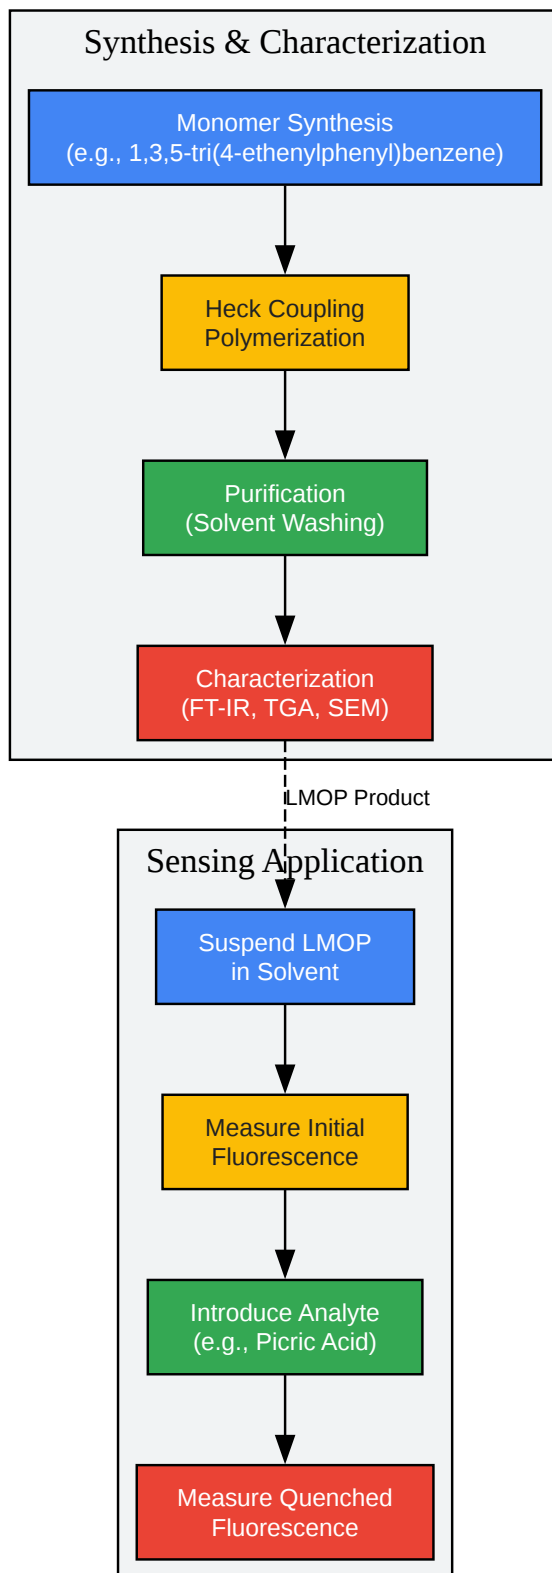 Synthesis & Characterization
Monomer Synthesis
(e.g., 1,3,5-tri(4-ethenylphenyl)benzene)
Heck Coupling
Polymerization
Purification
(Solvent Washing)
Characterization
(FT-IR, TGA, SEM)
LMOP Product
Sensing Application
Suspend LMOP
in Solvent
Measure Initial
Fluorescence
Introduce Analyte
(e.g., Picric Acid)
Measure Quenched
Fluorescence